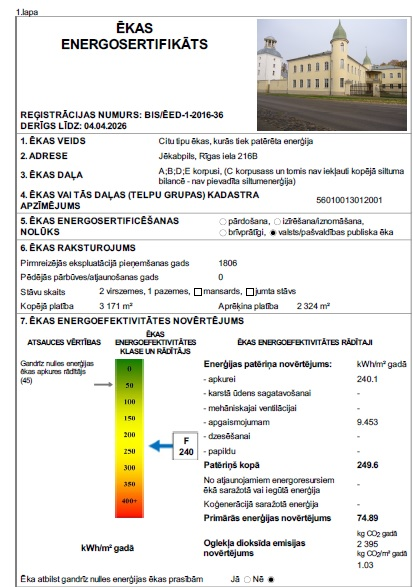 1.lapa
ĒKAS
ENERGOSERTIFIKĀTS
REĢISTRĀCIJAS NUMURS: BIS/ĒED-1-2016-36
DERĪGS LĪDZ: 04.04.2026
1. ĒKAS VEIDS Citu tipu ēkas, kurās tiek patērēta enerģija
2. ADRESE Jēkabpils, Rīgas iela 216B
3. ĒKAS DAĻA A;B;D;E korpusi, (C korpusass un tomis nav iekļauti kopējā siltuma bilancē - nav pievadīta siltumenerģija)
4. ĒKAS VAI TĀS DAĻAS (TELPU GRUPAS) KADASTRA APZĪMĒJUMS 56010013012001
5. ĒKAS ENERGOSERTIFICĒŠANAS NOLŪKS pārdošana, izīrēšana/iznomāšana,
brīvprātīgi, valsts/pašvaldības publiska ēka
6. ĒKAS RAKSTUROJUMS
Pirmreizējās ekspluatācijā pieņemšanas gads 1806
Pēdējās pārbūves/atjaunošanas gads 0
Stāvu skaits 2 virszemes, 1 pazemes, mansards, jumta stāvs
Kopējā platība 3 171 m² Aprēķina platība 2 324 m²
7. ĒKAS ENERGOEFEKTIVITĀTES NOVĒRTĒJUMS
ATSAUCES VĒRTĪBAS
ĒKAS ENERGOEFEKTIVITĀTES KLASE UN RĀDĪTĀJS
ĒKAS ENERGOEFEKTIVITĀTES RĀDĪTĀJI
Gandrīz nulles enerģijas
ēkas apkures rādītājs
(45)
0
50
100
150
200
250
300
350
400+
F
240
kWh/m² gadā
Enerģijas patēriņa novērtējums: kWh/m² gadā
- apkurei 240.1
- karstā ūdens sagatavošanai -
- mehāniskajai ventilācijai -
- apgaismojumam 9.453
- dzesēšanai -
- papildu -
Patēriņš kopā 249.6
No atjaunojamiem energoresursiem
ēkā saražotā vai iegūtā enerģija -
Koģenerācijā saražotā enerģija -
Primārās enerģijas novērtējums 74.89
Oglekļa dioksīda emisijas
novērtējums
kg CO₂ gadā
2 395
kg CO₂/m² gadā
1.03
Ēka atbilst gandrīz nulles enerģijas ēkas prasībām Jā Nē